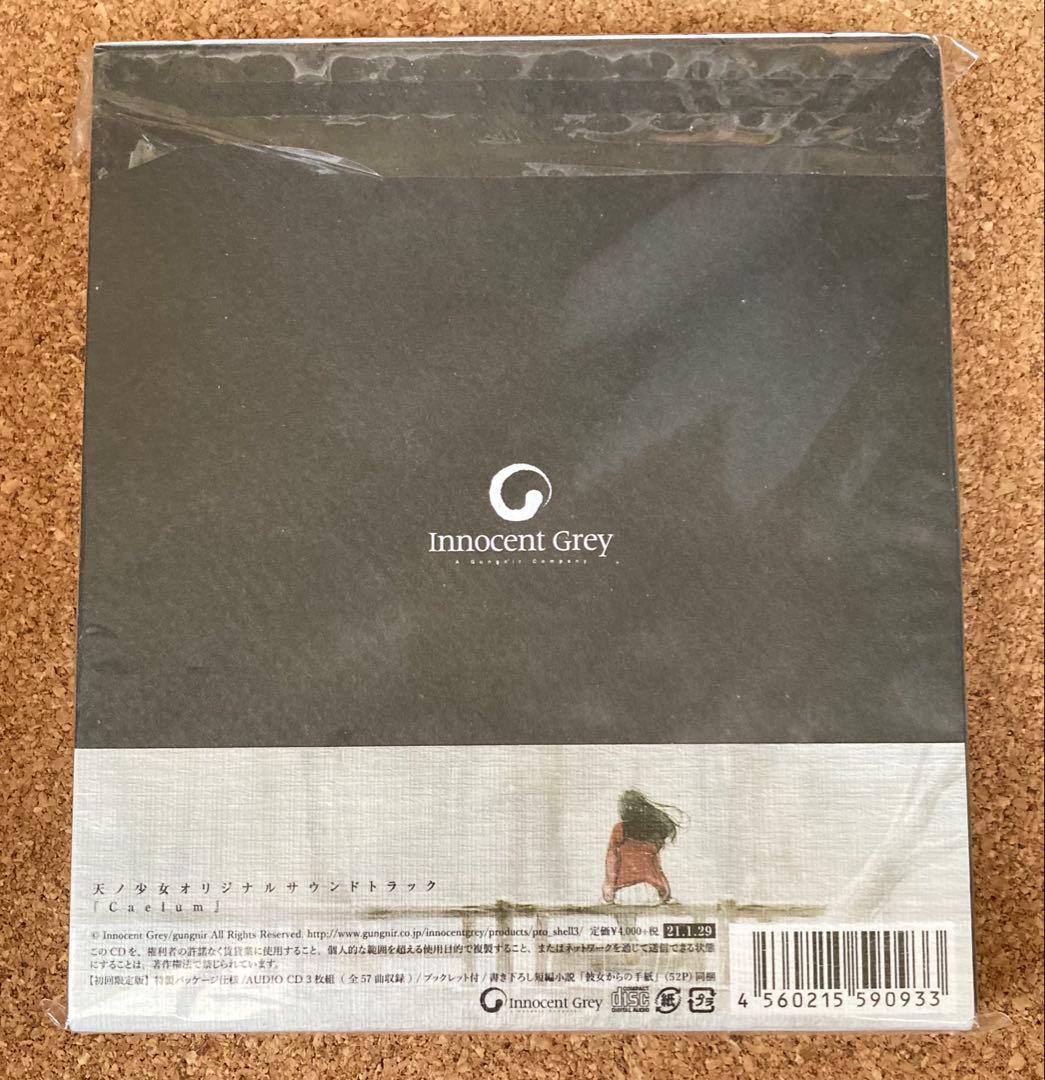 Innocent Grey
A Gungnir Company
天ノ少女オリジナルサウンドトラック
『Caelum』
© Innocent Grey/gungnir All Rights Reserved. http://www.gungnir.co.jp/innocentgrey/products/pro_shell3/ 定価¥4,000+税 21.1.29
このCDを、権利者の許諾なく賃貸業に使用すること、個人的な範囲を超える使用目的で複製すること、またはネットワークを通じて送信できる状態
にすることは、著作権法で禁じられています。
【初回限定版】特製パッケージ仕様/AUDIO CD 3枚組（全57曲収録）/ブックレット付/書き下ろし短編小説「彼女からの手紙」(52P)同梱
Innocent Grey
COMPACT
disc
DIGITAL AUDIO
紙
プラ
4 560215 590933